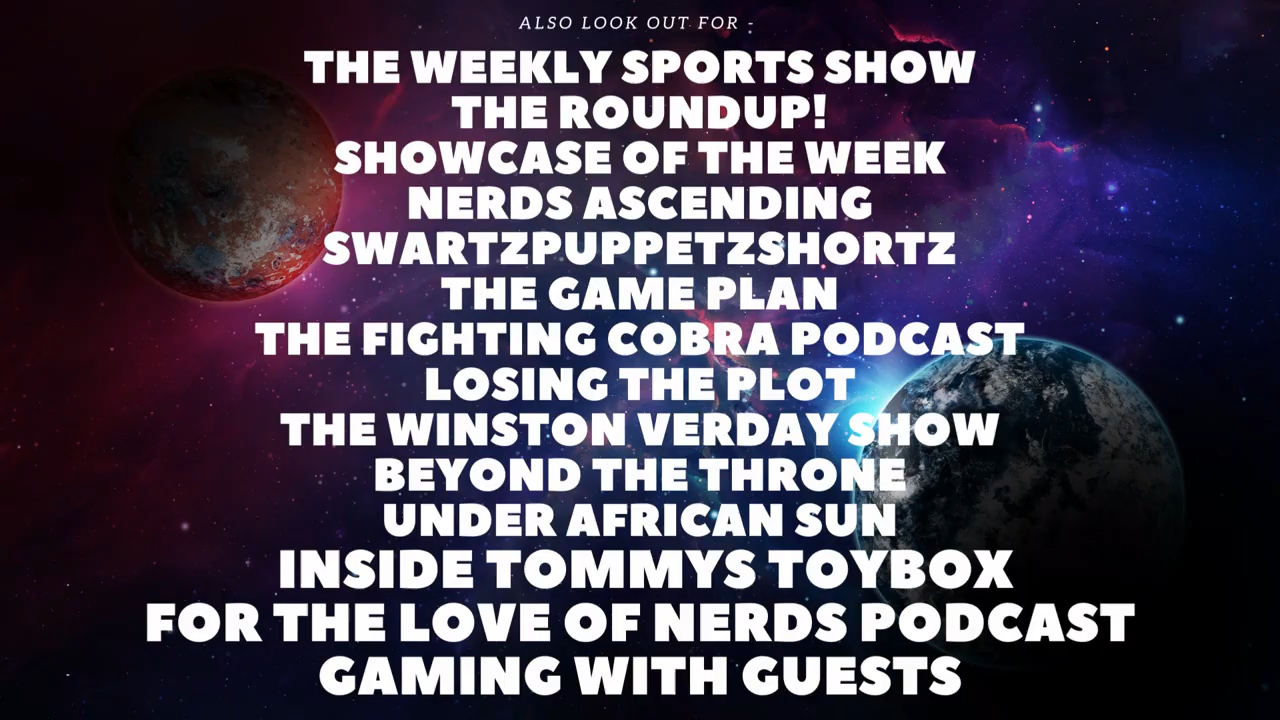 ALSO LOOK OUT FOR -
THE WEEKLY SPORTS SHOW
THE ROUNDUP!
SHOWCASE OF THE WEEK
NERDS ASCENDING
SWARTZPUPPETZSHORTZ
THE GAME PLAN
THE FIGHTING COBRA PODCAST
LOSING THE PLOT
THE WINSTON VERDAY SHOW
BEYOND THE THRONE
UNDER AFRICAN SUN
INSIDE TOMMYS TOYBOX
FOR THE LOVE OF NERDS PODCAST
GAMING WITH GUESTS